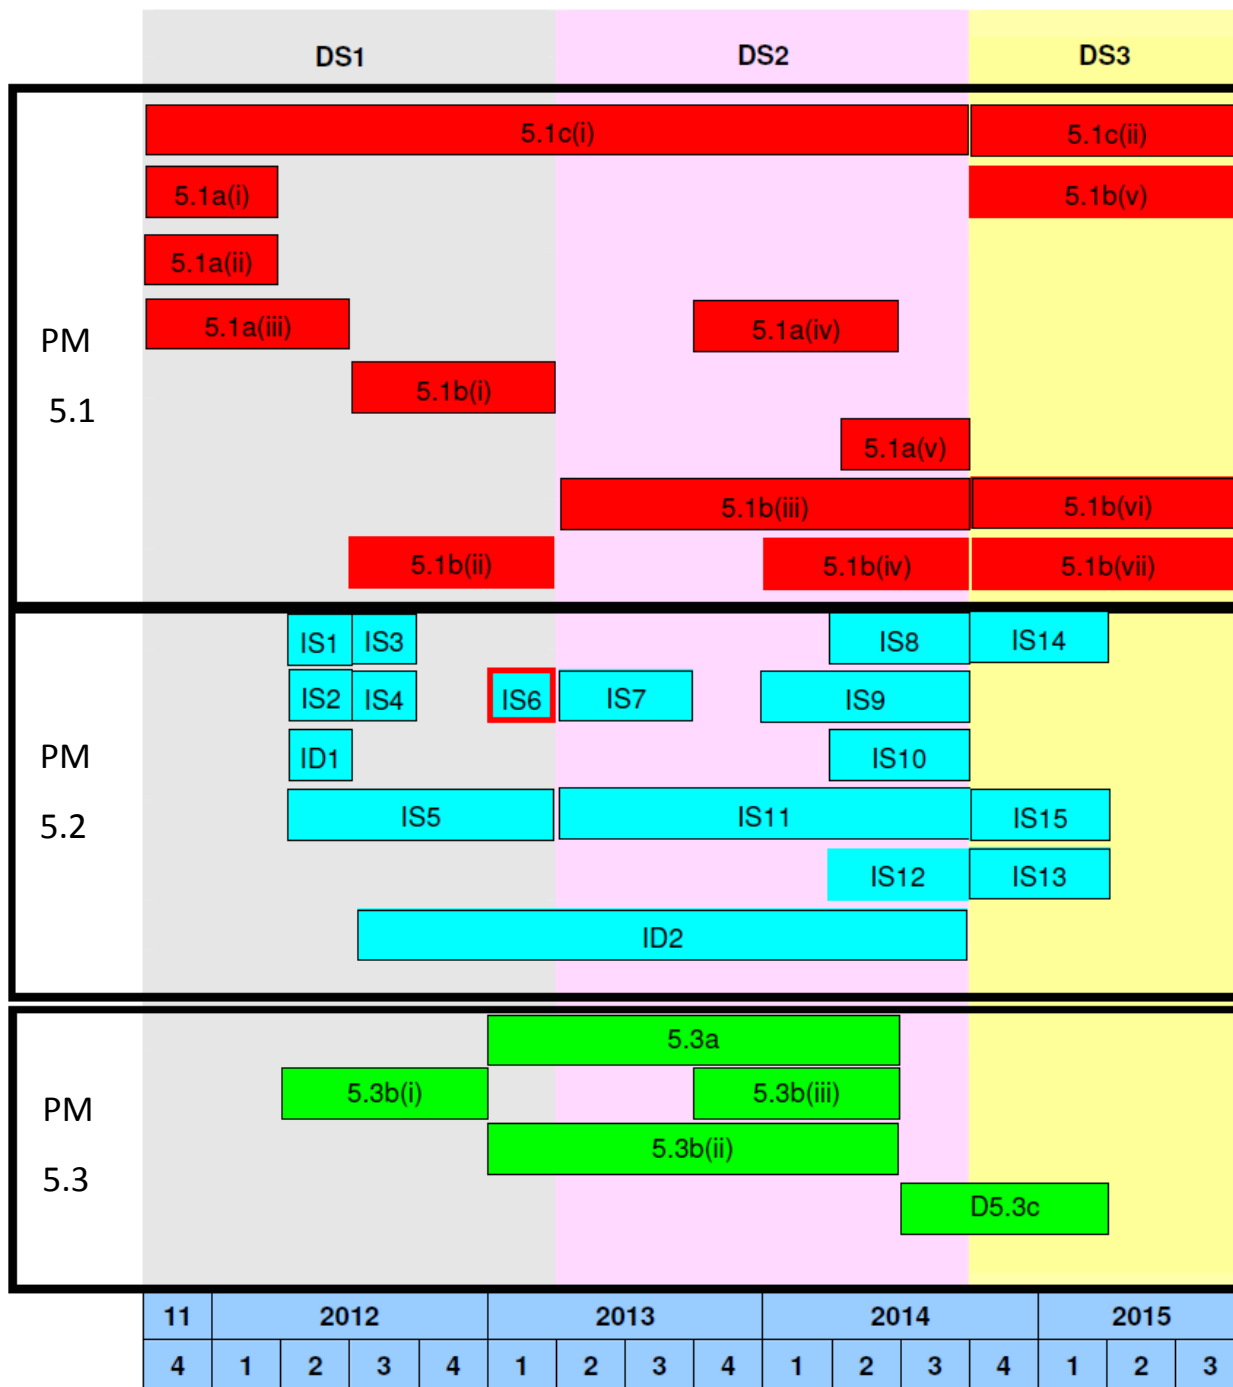 DS1 DS2 DS3
5.1c(i) 5.1c(ii)
5.1a(i) 5.1b(v)
5.1a(ii)
5.1a(iii) 5.1a(iv)
PM
5.1b(i)
5.1
5.1a(v)
5.1b(iii) 5.1b(vi)
5.1b(ii) 5.1b(iv) 5.1b(vii)
IS1 IS3 IS8 IS14
IS2 IS4 IS6 IS7 IS9
PM
ID1 IS10
5.2
IS5 IS11 IS15
IS12 IS13
ID2
5.3a
5.3b(i) 5.3b(iii)
PM
5.3b(ii)
5.3
D5.3c
11 2012 2013 2014 2015
4 1 2 3 4 1 2 3 4 1 2 3 4 1 2 3